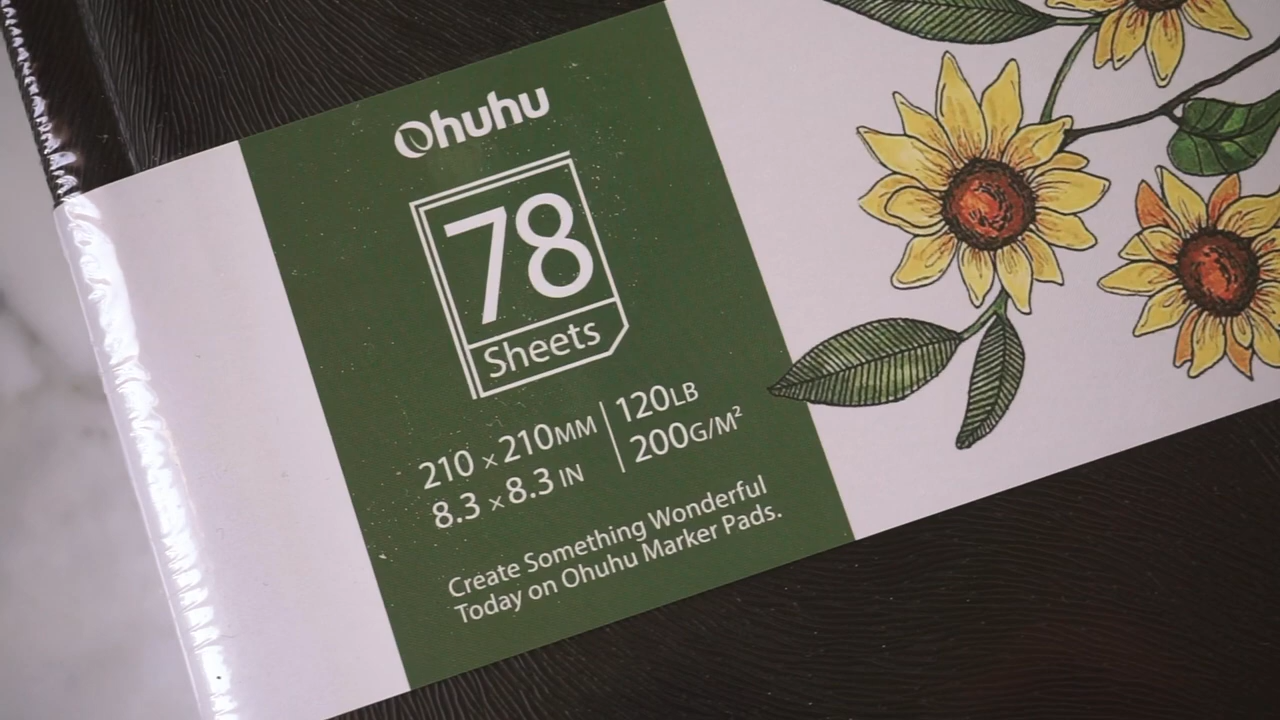 Ohuhu
78
Sheets
210 x 210MM
8.3 x 8.3 IN
120LB
200G/M²
Create Something Wonderful
Today on Ohuhu Marker Pads.